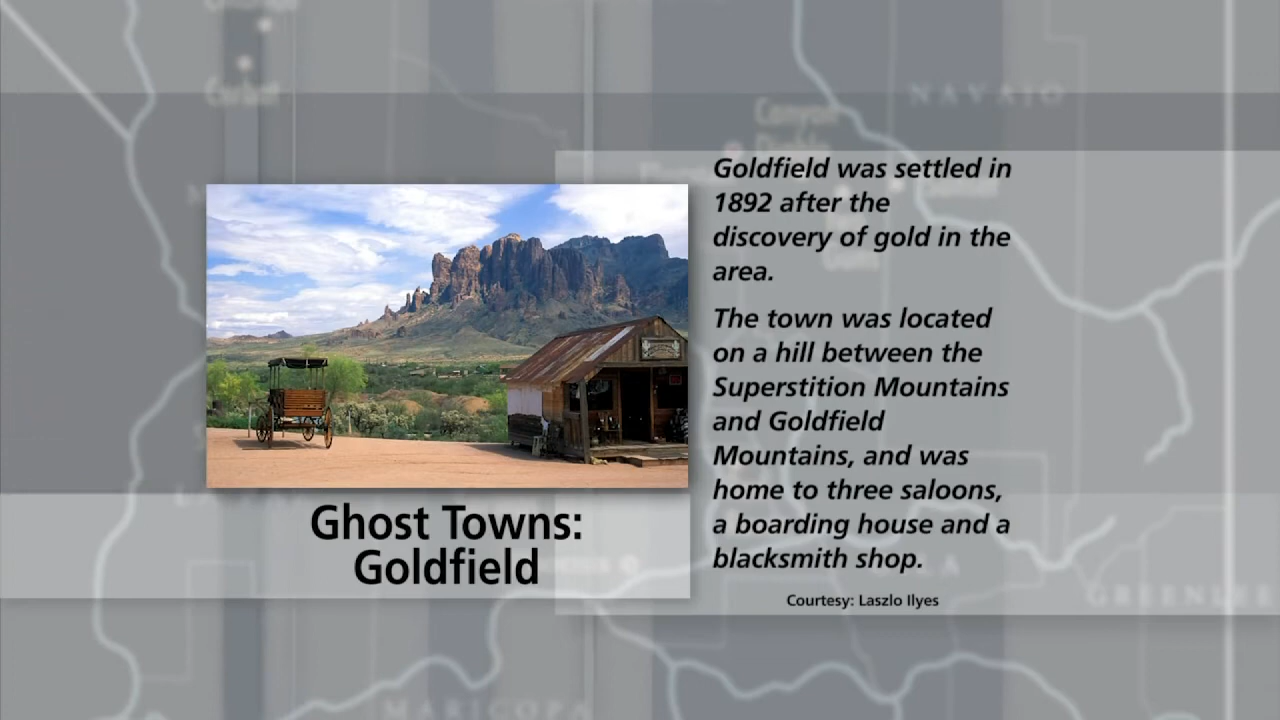 NAVAJO
Canyon
Diablo
Goldfield was settled in
1892 after the
discovery of gold in the
area.
The town was located
on a hill between the
Superstition Mountains
and Goldfield
Mountains, and was
home to three saloons,
a boarding house and a
blacksmith shop.
Courtesy: Laszlo Ilyes
Ghost Towns:
Goldfield
GREENLEE
MARICOPA